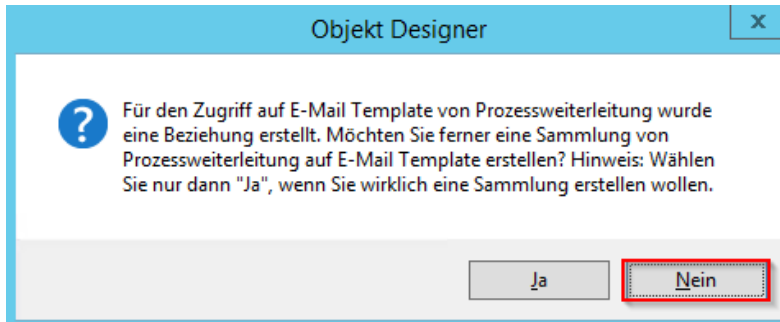 Objekt Designer
x
?
Für den Zugriff auf E-Mail Template von Prozessweiterleitung wurde
eine Beziehung erstellt. Möchten Sie ferner eine Sammlung von
Prozessweiterleitung auf E-Mail Template erstellen? Hinweis: Wählen
Sie nur dann "Ja", wenn Sie wirklich eine Sammlung erstellen wollen.
Ja
Nein